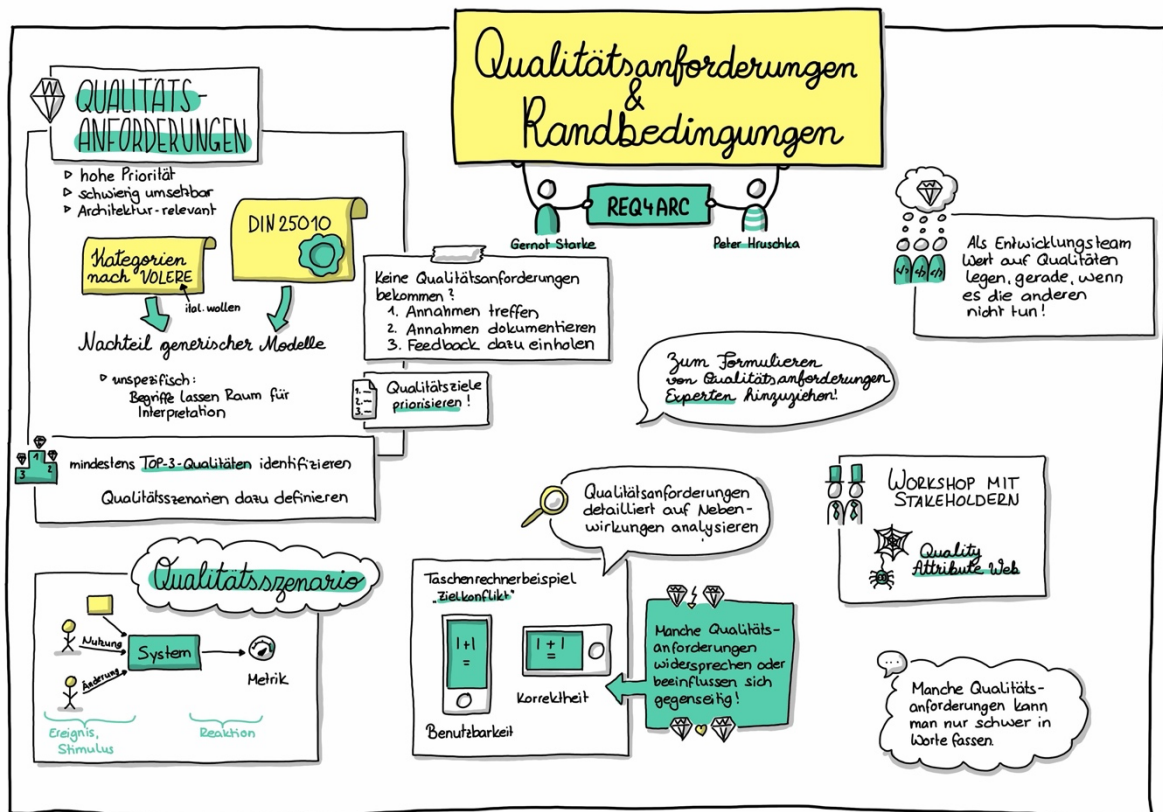 Qualitätsanforderungen
&
Randbedingungen
REQ4ARC
Gernot Starke
Peter Hruschka
QUALITÄTS-
ANFORDERUNGEN
▷ hohe Priorität
▷ schwierig umsetzbar
▷ Architektur-relevant
DIN 25010
Kategorien
nach VOLERE
ital. wollen
Nachteil generischer Modelle
▷ unspezifisch:
Begriffe lassen Raum für
Interpretation
Keine Qualitätsanforderungen
bekommen?
1. Annahmen treffen
2. Annahmen dokumentieren
3. Feedback dazu einholen
1.
2.
3.
Qualitätsziele
priorisieren!
1
2
3
mindestens TOP-3-Qualitäten identifizieren
Qualitätsszenarien dazu definieren
</>
</>
</>
Als Entwicklungsteam
Wert auf Qualitäten
legen, gerade, wenn
es die anderen
nicht tun!
Zum Formulieren
von Qualitätsanforderungen
Experten hinzuziehen!
Qualitätsanforderungen
detailliert auf Neben-
wirkungen analysieren
!
WORKSHOP MIT
STAKEHOLDERN
Quality
Attribute Web
Qualitätsszenario
Nutzung
Änderung
System
Metrik
Ereignis,
Stimulus
Reaktion
Taschenrechnerbeispiel
"Zielkonflikt"
1+1
=
1+1
=
Korrektheit
Benutzbarkeit
Manche Qualitäts-
anforderungen
widersprechen oder
beeinflussen sich
gegenseitig!
Manche Qualitäts-
anforderungen kann
man nur schwer in
Worte fassen.